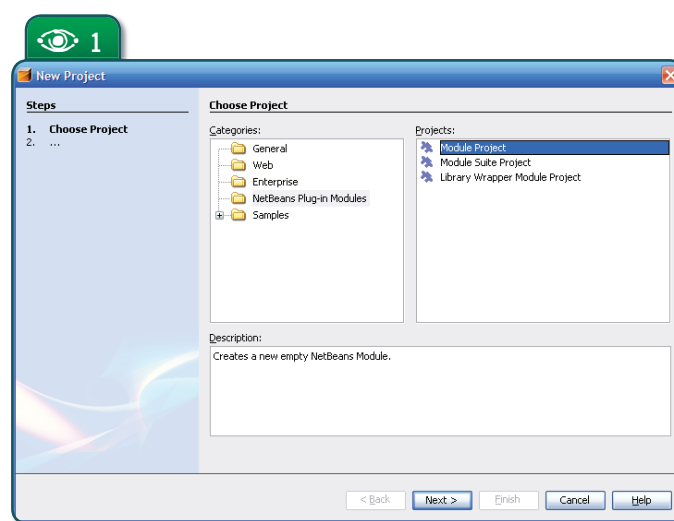 1
New Project
Steps
1. Choose Project
2. ...
Choose Project
Categories:
General
Web
Enterprise
NetBeans Plug-in Modules
Samples
Projects:
Module Project
Module Suite Project
Library Wrapper Module Project
Description:
Creates a new empty NetBeans Module.
< Back Next > Finish Cancel Help